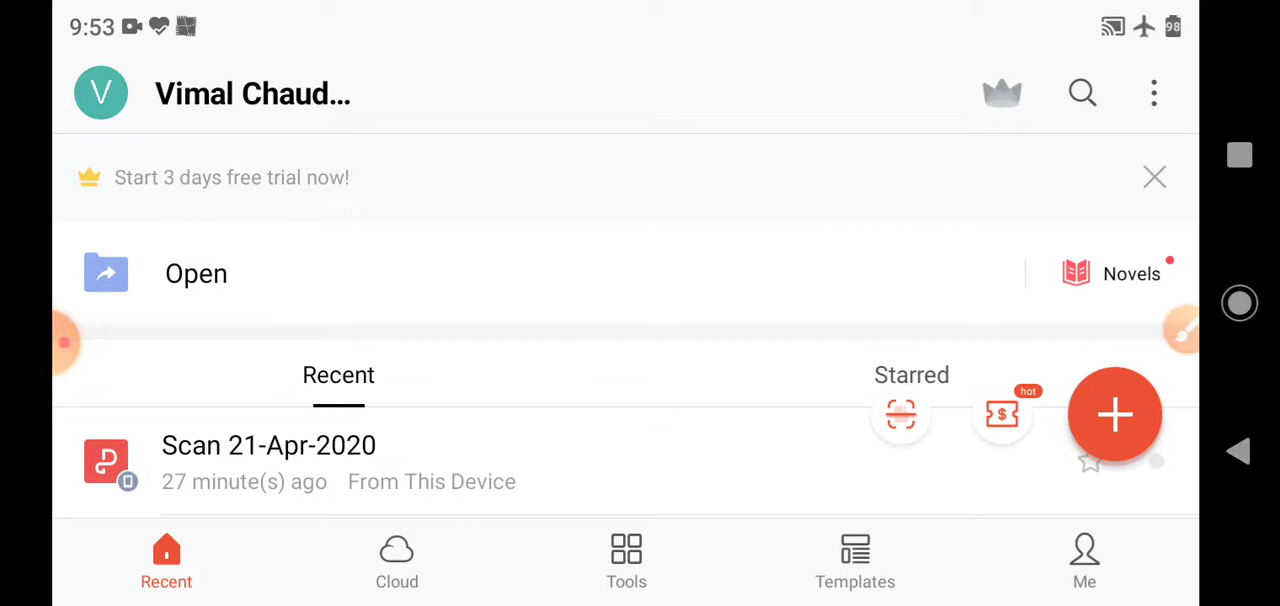 9:53
98
V
Vimal Chaud...
Start 3 days free trial now!
Open
Novels
Recent
Starred
hot
Scan 21-Apr-2020
27 minute(s) ago From This Device
Recent
Cloud
Tools
Templates
Me